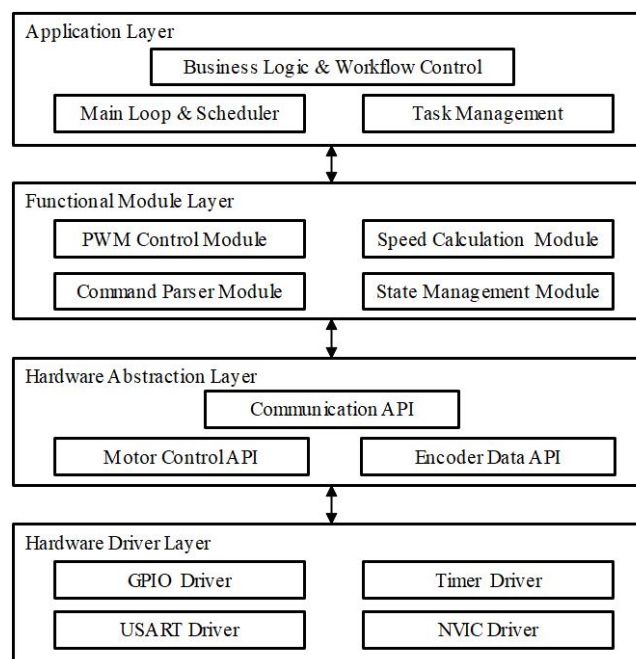 Application Layer
Business Logic & Workflow Control
Main Loop & Scheduler
Task Management
Functional Module Layer
PWM Control Module
Speed Calculation Module
Command Parser Module
State Management Module
Hardware Abstraction Layer
Communication API
Motor Control API
Encoder Data API
Hardware Driver Layer
GPIO Driver
Timer Driver
USART Driver
NVIC Driver